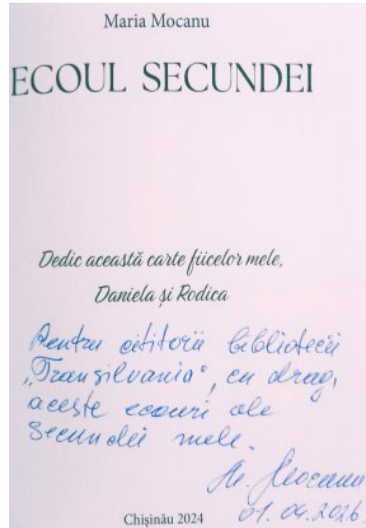 Maria Mocanu
ECOUL SECUNDEI
Dedic această carte fiicelor mele,
Daniela și Rodica
Pentru cititorii bibliotecii
„Transilvania”, cu drag,
aceste ecouri ale
Secundei mele.
M. Mocanu
Chișinău 2024
01.04.2026